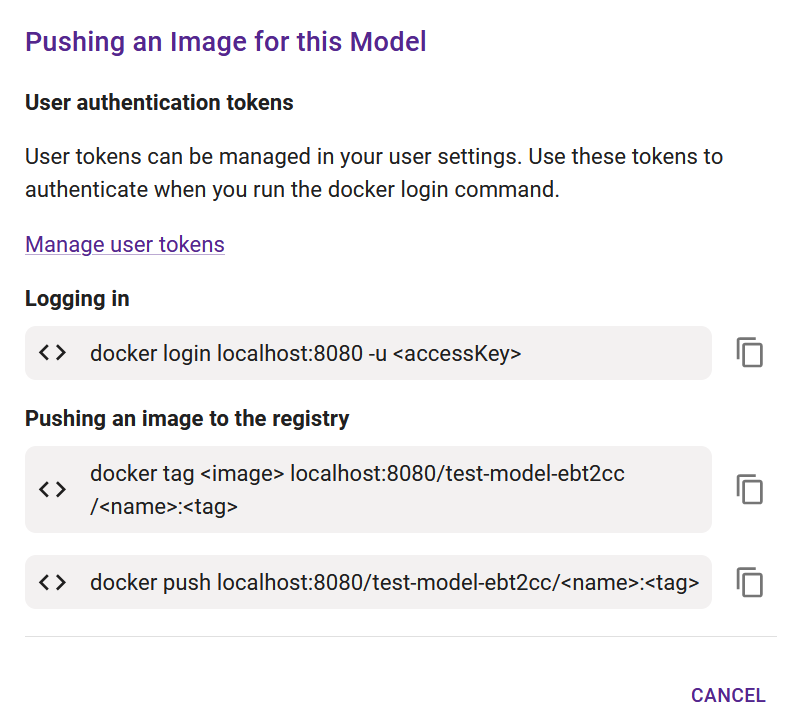 Pushing an Image for this Model
User authentication tokens
User tokens can be managed in your user settings. Use these tokens to
authenticate when you run the docker login command.
Manage user tokens
Logging in
<> docker login localhost:8080 -u <accessKey>
Pushing an image to the registry
<> docker tag <image> localhost:8080/test-model-ebt2cc
/<name>:<tag>
<> docker push localhost:8080/test-model-ebt2cc/<name>:<tag>
CANCEL